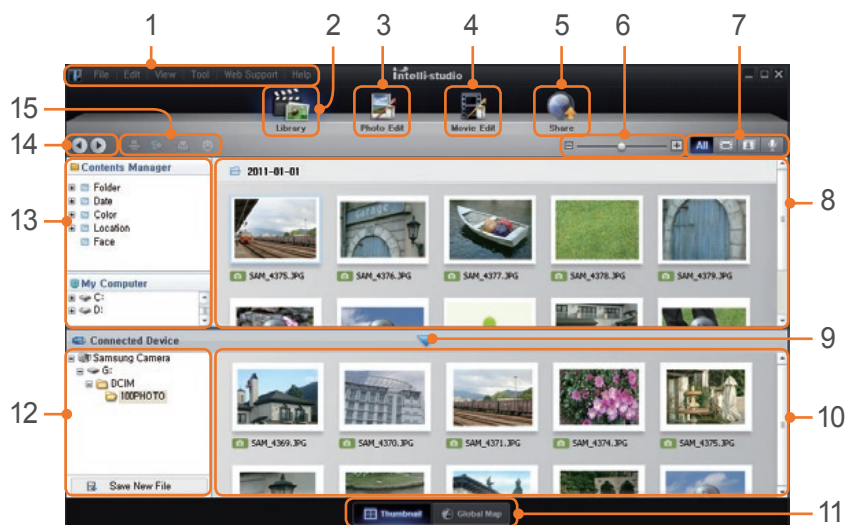 1 2 3 4 5 6 7
File Edit View Tool Web Support Help
Intelli-studio
Library Photo Edit Movie Edit Share
15
14
All
Contents Manager
2011-01-01
Folder
Date
Color
Location
Face
13
8
Garage
SAM_4375.JPG SAM_4376.JPG SAM_4377.JPG SAM_4378.JPG SAM_4379.JPG
My Computer
C:
D:
Connected Device
9
Samsung Camera
G:
DCIM
100PHOTO
12
10
SAM_4369.JPG SAM_4370.JPG SAM_4371.JPG SAM_4374.JPG SAM_4375.JPG
Save New File
Thumbnail Global Map
11